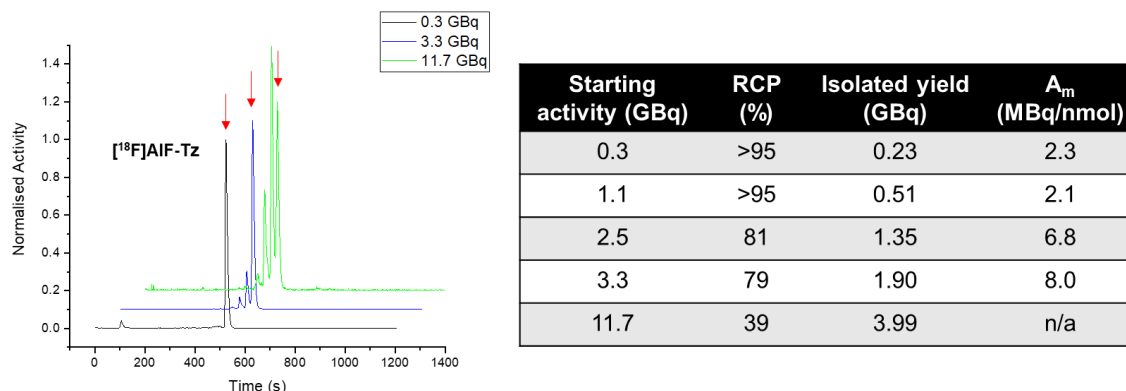 0.3 GBq
3.3 GBq
11.7 GBq
1.4
1.2
1.0
0.8
0.6
0.4
0.2
0.0
Normalised Activity
[¹⁸F]AlF-Tz
0 200 400 600 800 1000 1200 1400
Time (s)
Starting activity (GBq) RCP (%) Isolated yield (GBq) Aₘ (MBq/nmol)
0.3 >95 0.23 2.3
1.1 >95 0.51 2.1
2.5 81 1.35 6.8
3.3 79 1.90 8.0
11.7 39 3.99 n/a